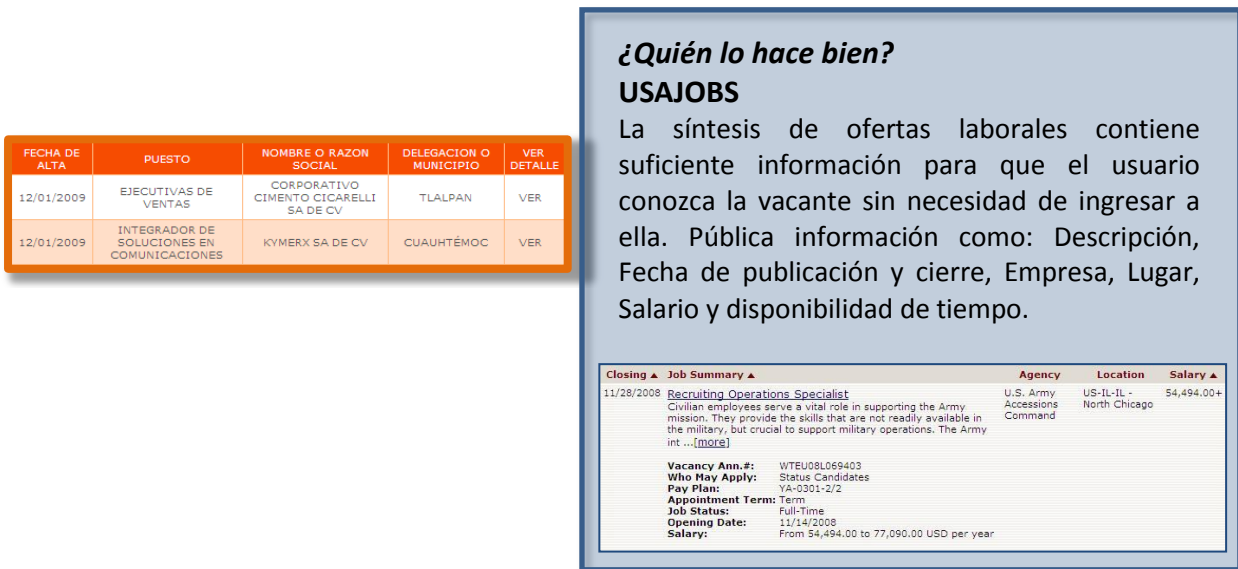 FECHA DE ALTA PUESTO NOMBRE O RAZON SOCIAL DELEGACION O MUNICIPIO VER DETALLE
12/01/2009 EJECUTIVAS DE VENTAS CORPORATIVO CIMENTO CICARELLI SA DE CV TLALPAN VER
12/01/2009 INTEGRADOR DE SOLUCIONES EN COMUNICACIONES KYMERX SA DE CV CUAUHTÉMOC VER
¿Quién lo hace bien?
USAJOBS
La síntesis de ofertas laborales contiene
suficiente información para que el usuario
conozca la vacante sin necesidad de ingresar a
ella. Pública información como: Descripción,
Fecha de publicación y cierre, Empresa, Lugar,
Salario y disponibilidad de tiempo.
Closing ▲ Job Summary ▲ Agency Location Salary ▲
11/28/2008 Recruiting Operations Specialist U.S. Army US-IL-IL - 54,494.00+
Civilian employees serve a vital role in supporting the Army Accessions North Chicago
mission. They provide the skills that are not readily available in Command
the military, but crucial to support military operations. The Army
int ...[more]
Vacancy Ann.#: WTEU08L069403
Who May Apply: Status Candidates
Pay Plan: YA-0301-2/2
Appointment Term: Term
Job Status: Full-Time
Opening Date: 11/14/2008
Salary: From 54,494.00 to 77,090.00 USD per year